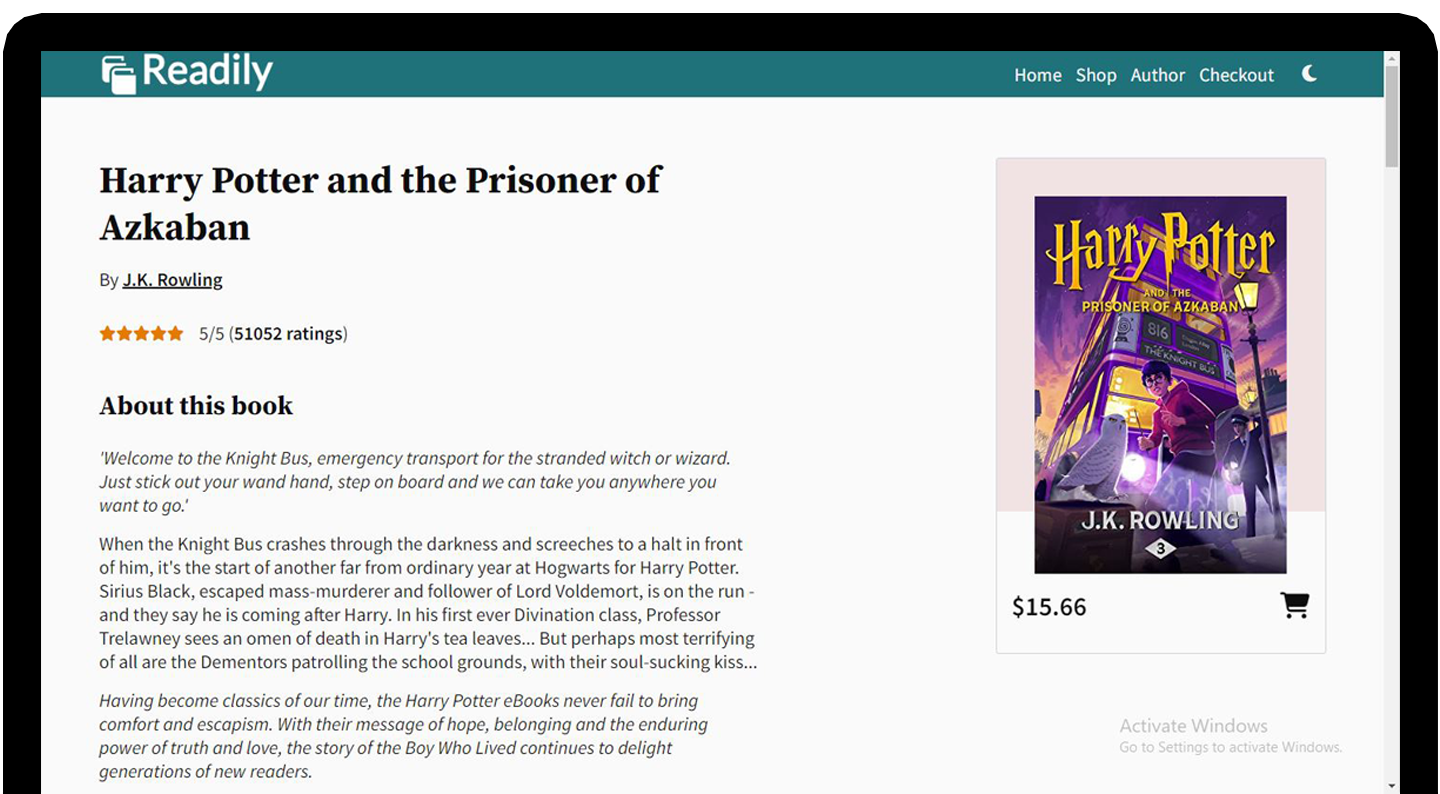 Readily
Home Shop Author Checkout
Harry Potter and the Prisoner of
Azkaban
By J.K. Rowling
5/5 (51052 ratings)
About this book
'Welcome to the Knight Bus, emergency transport for the stranded witch or wizard.
Just stick out your wand hand, step on board and we can take you anywhere you
want to go.'
When the Knight Bus crashes through the darkness and screeches to a halt in front
of him, it's the start of another far from ordinary year at Hogwarts for Harry Potter.
Sirius Black, escaped mass-murderer and follower of Lord Voldemort, is on the run -
and they say he is coming after Harry. In his first ever Divination class, Professor
Trelawney sees an omen of death in Harry's tea leaves... But perhaps most terrifying
of all are the Dementors patrolling the school grounds, with their soul-sucking kiss...
Having become classics of our time, the Harry Potter eBooks never fail to bring
comfort and escapism. With their message of hope, belonging and the enduring
power of truth and love, the story of the Boy Who Lived continues to delight
generations of new readers.
Harry Potter
AND THE
PRISONER OF AZKABAN
816
THE KNIGHT BUS
J.K. ROWLING
3
$15.66
Activate Windows
Go to Settings to activate Windows.